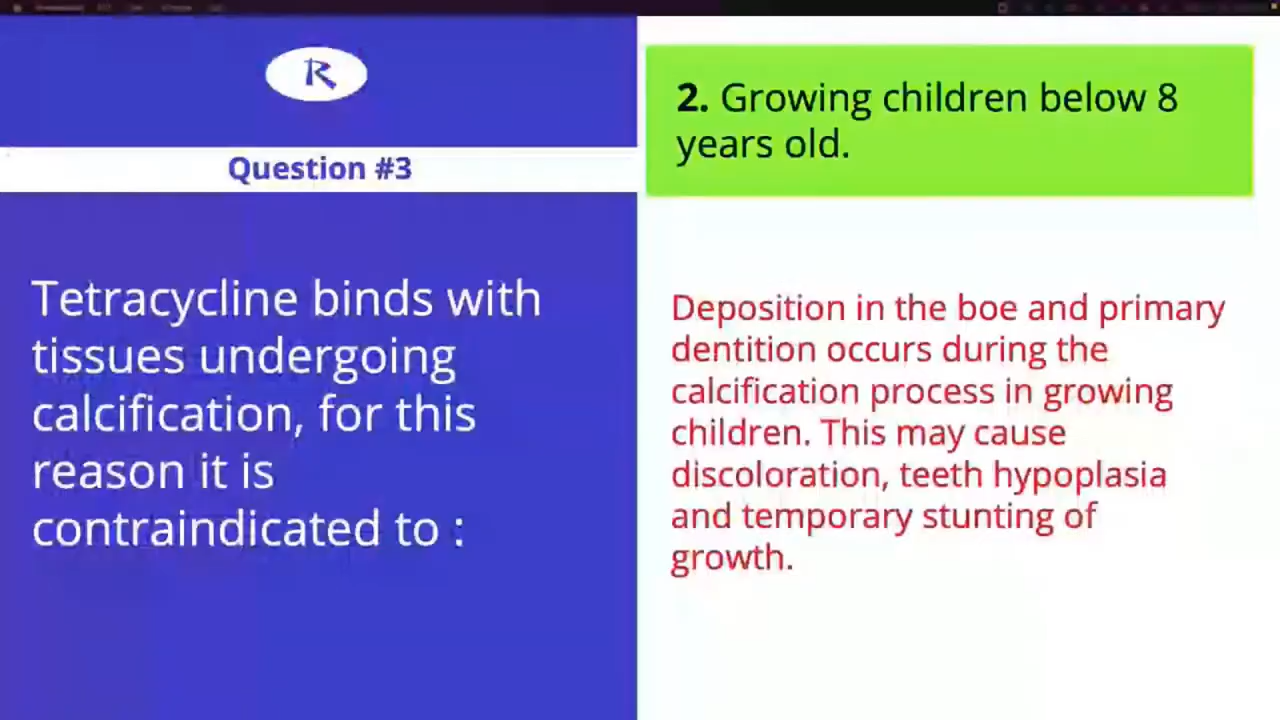 R
Question #3
Tetracycline binds with
tissues undergoing
calcification, for this
reason it is
contraindicated to :
2. Growing children below 8
years old.
Deposition in the boe and primary
dentition occurs during the
calcification process in growing
children. This may cause
discoloration, teeth hypoplasia
and temporary stunting of
growth.